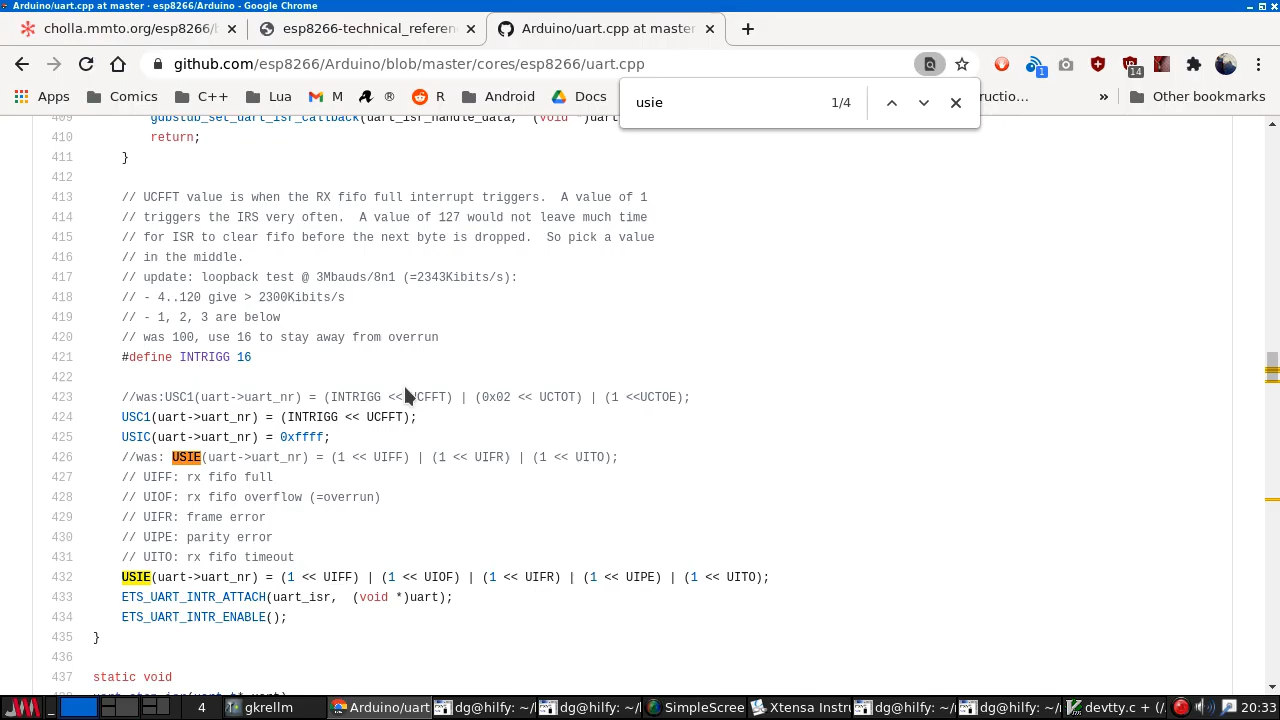 Arduino/uart.cpp at master · esp8266/Arduino - Google Chrome
cholla.mmto.org/esp8266/b
esp8266-technical_referen
Arduino/uart.cpp at master
github.com/esp8266/Arduino/blob/master/cores/esp8266/uart.cpp
1
14
Apps Comics C++ Lua M R Docs
ructio… » Other bookmarks
usie 1/4
409 gdbstub_set_uart_isr_callback(uart_isr_handle_data, (void *)uart
410 return;
411 }
412
413 // UCFFT value is when the RX fifo full interrupt triggers. A value of 1
414 // triggers the IRS very often. A value of 127 would not leave much time
415 // for ISR to clear fifo before the next byte is dropped. So pick a value
416 // in the middle.
417 // update: loopback test @ 3Mbauds/8n1 (=2343Kibits/s):
418 // - 4..120 give > 2300Kibits/s
419 // - 1, 2, 3 are below
420 // was 100, use 16 to stay away from overrun
421 #define INTRIGG 16
422
423 //was:USC1(uart->uart_nr) = (INTRIGG << UCFFT) | (0x02 << UCTOT) | (1 <<UCTOE);
424 USC1(uart->uart_nr) = (INTRIGG << UCFFT);
425 USIC(uart->uart_nr) = 0xffff;
426 //was: USIE(uart->uart_nr) = (1 << UIFF) | (1 << UIFR) | (1 << UITO);
427 // UIFF: rx fifo full
428 // UIOF: rx fifo overflow (=overrun)
429 // UIFR: frame error
430 // UIPE: parity error
431 // UITO: rx fifo timeout
432 USIE(uart->uart_nr) = (1 << UIFF) | (1 << UIOF) | (1 << UIFR) | (1 << UIPE) | (1 << UITO);
433 ETS_UART_INTR_ATTACH(uart_isr, (void *)uart);
434 ETS_UART_INTR_ENABLE();
435 }
436
437 static void
4 gkrellm Arduino/uart dg@hilfy: ~/ dg@hilfy: ~/ SimpleScree Xtensa Instru dg@hilfy: ~/ dg@hilfy: ~/ devtty.c + (/ 20:33